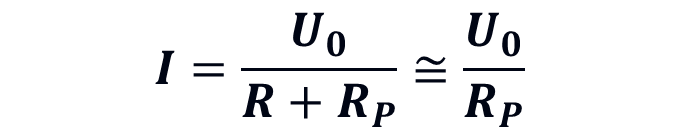 I = U₀ / (R + R_P) ≅ U₀ / R_P